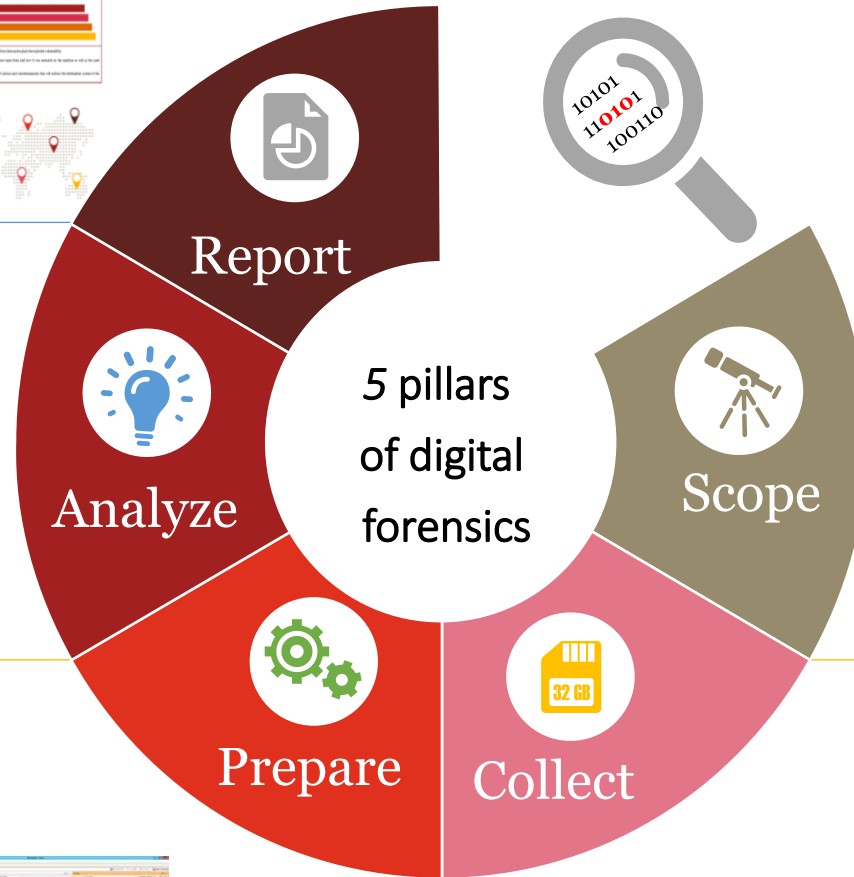 10101
110101
100110
Report
5 pillars
of digital
forensics
Analyze
Scope
32 GB
Prepare
Collect